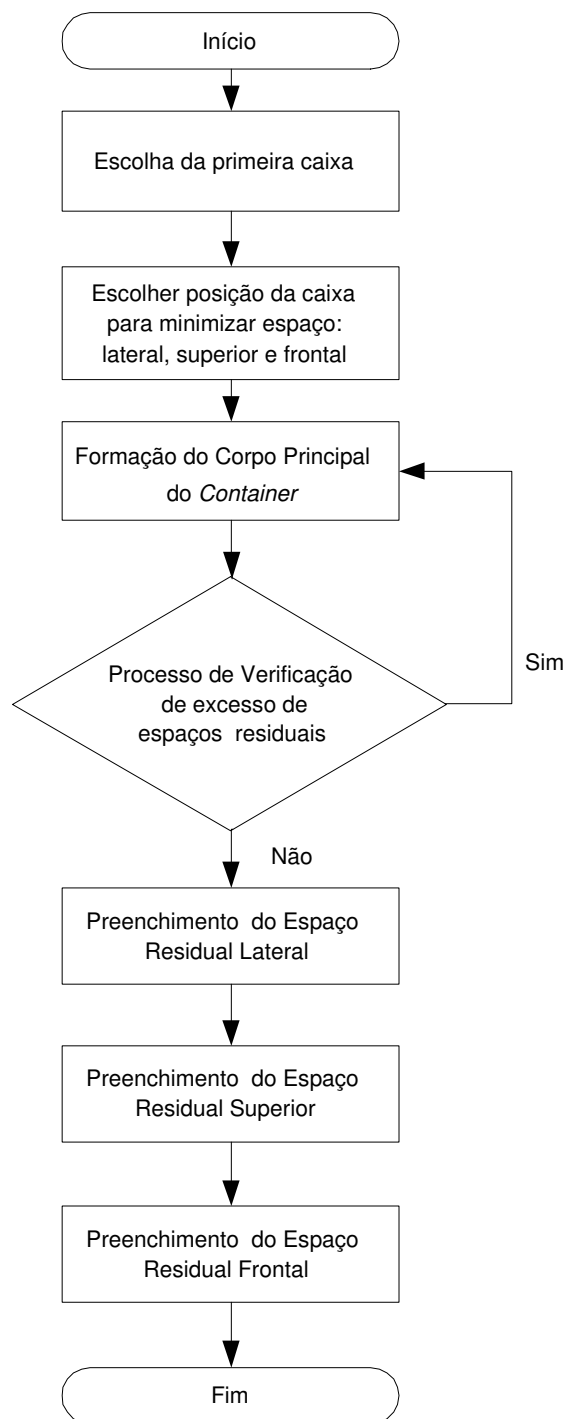 Início
Escolha da primeira caixa
Escolher posição da caixa
para minimizar espaço:
lateral, superior e frontal
Formação do Corpo Principal
do Container
Processo de Verificação
de excesso de
espaços residuais
Sim
Não
Preenchimento do Espaço
Residual Lateral
Preenchimento do Espaço
Residual Superior
Preenchimento do Espaço
Residual Frontal
Fim